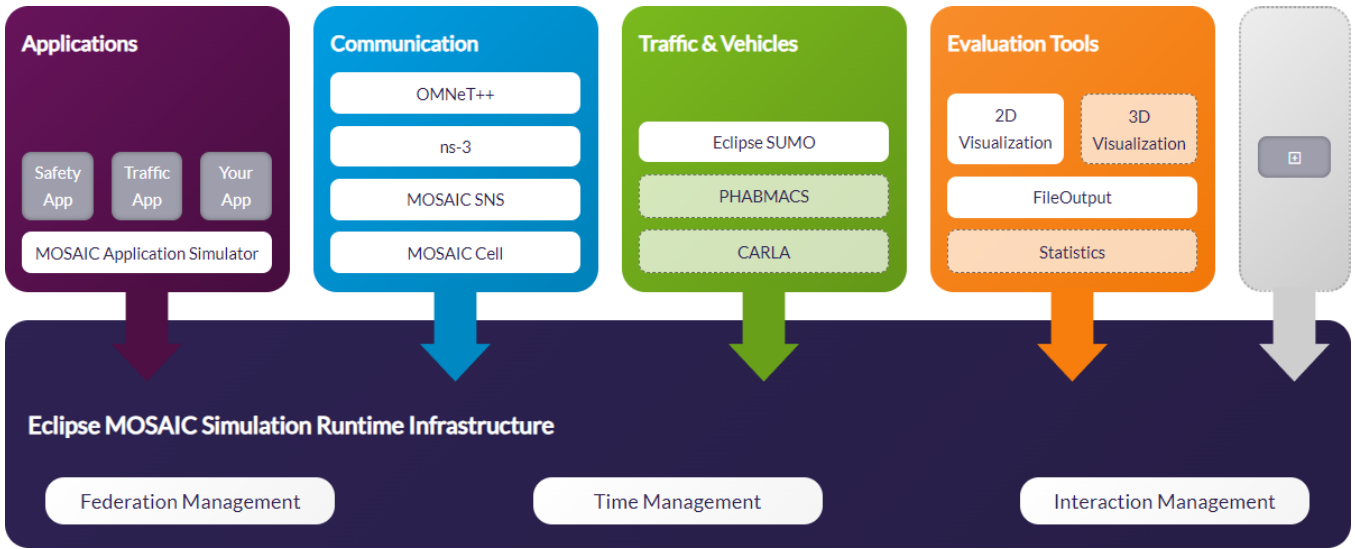 Applications
Safety
App
Traffic
App
Your
App
MOSAIC Application Simulator
Communication
OMNeT++
ns-3
MOSAIC SNS
MOSAIC Cell
Traffic & Vehicles
Eclipse SUMO
PHABMACS
CARLA
Evaluation Tools
2D
Visualization
3D
Visualization
FileOutput
Statistics
Eclipse MOSAIC Simulation Runtime Infrastructure
Federation Management
Time Management
Interaction Management